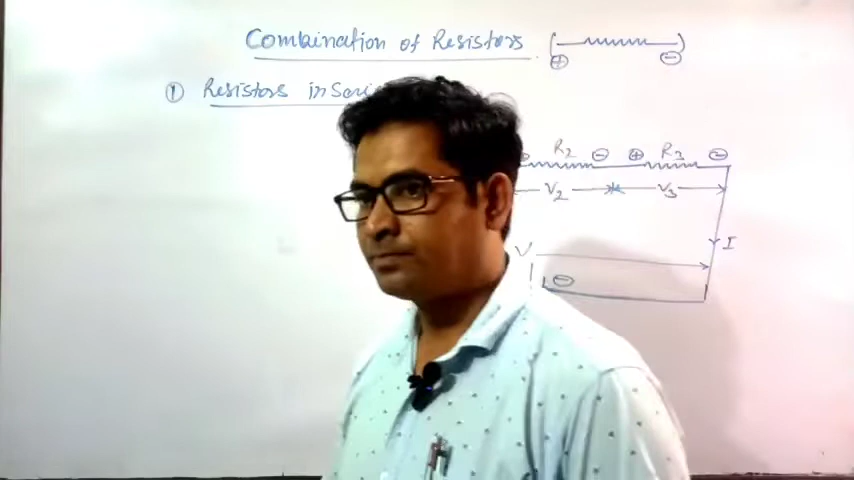 Combination of Resistors
⊕ ⊖
① Resistors in Seri
R₂ ⊖ ⊕ R₃ ⊖
V₂ V₃
I
V
⊖